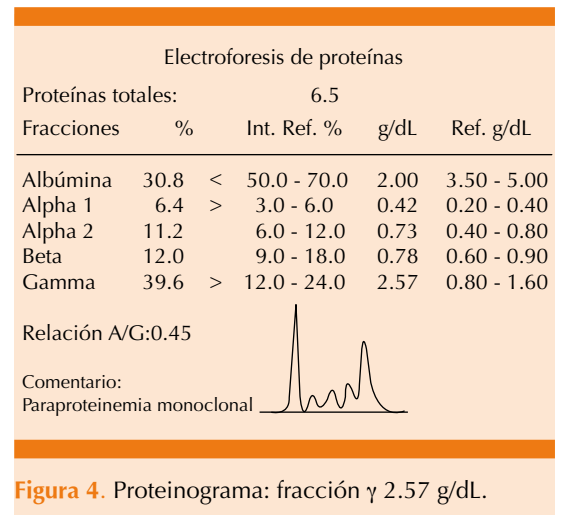 Electroforesis de proteínas
Proteínas totales: 6.5
Fracciones % Int. Ref. % g/dL Ref. g/dL
Albúmina 30.8 < 50.0 - 70.0 2.00 3.50 - 5.00
Alpha 1 6.4 > 3.0 - 6.0 0.42 0.20 - 0.40
Alpha 2 11.2 6.0 - 12.0 0.73 0.40 - 0.80
Beta 12.0 9.0 - 18.0 0.78 0.60 - 0.90
Gamma 39.6 > 12.0 - 24.0 2.57 0.80 - 1.60
Relación A/G:0.45
Comentario:
Paraproteinemia monoclonal
Figura 4. Proteinograma: fracción γ 2.57 g/dL.